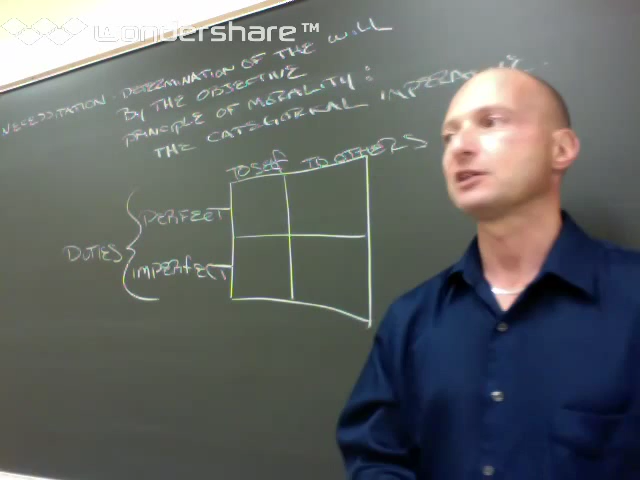 wondershare™
NECESSITATION: DETERMINATION OF THE WILL
BY THE OBJECTIVE
PRINCIPLE OF MORALITY:
THE CATEGORICAL IMPERATIVE.
TO SELF TO OTHERS
DUTIES
PERFECT
IMPERFECT